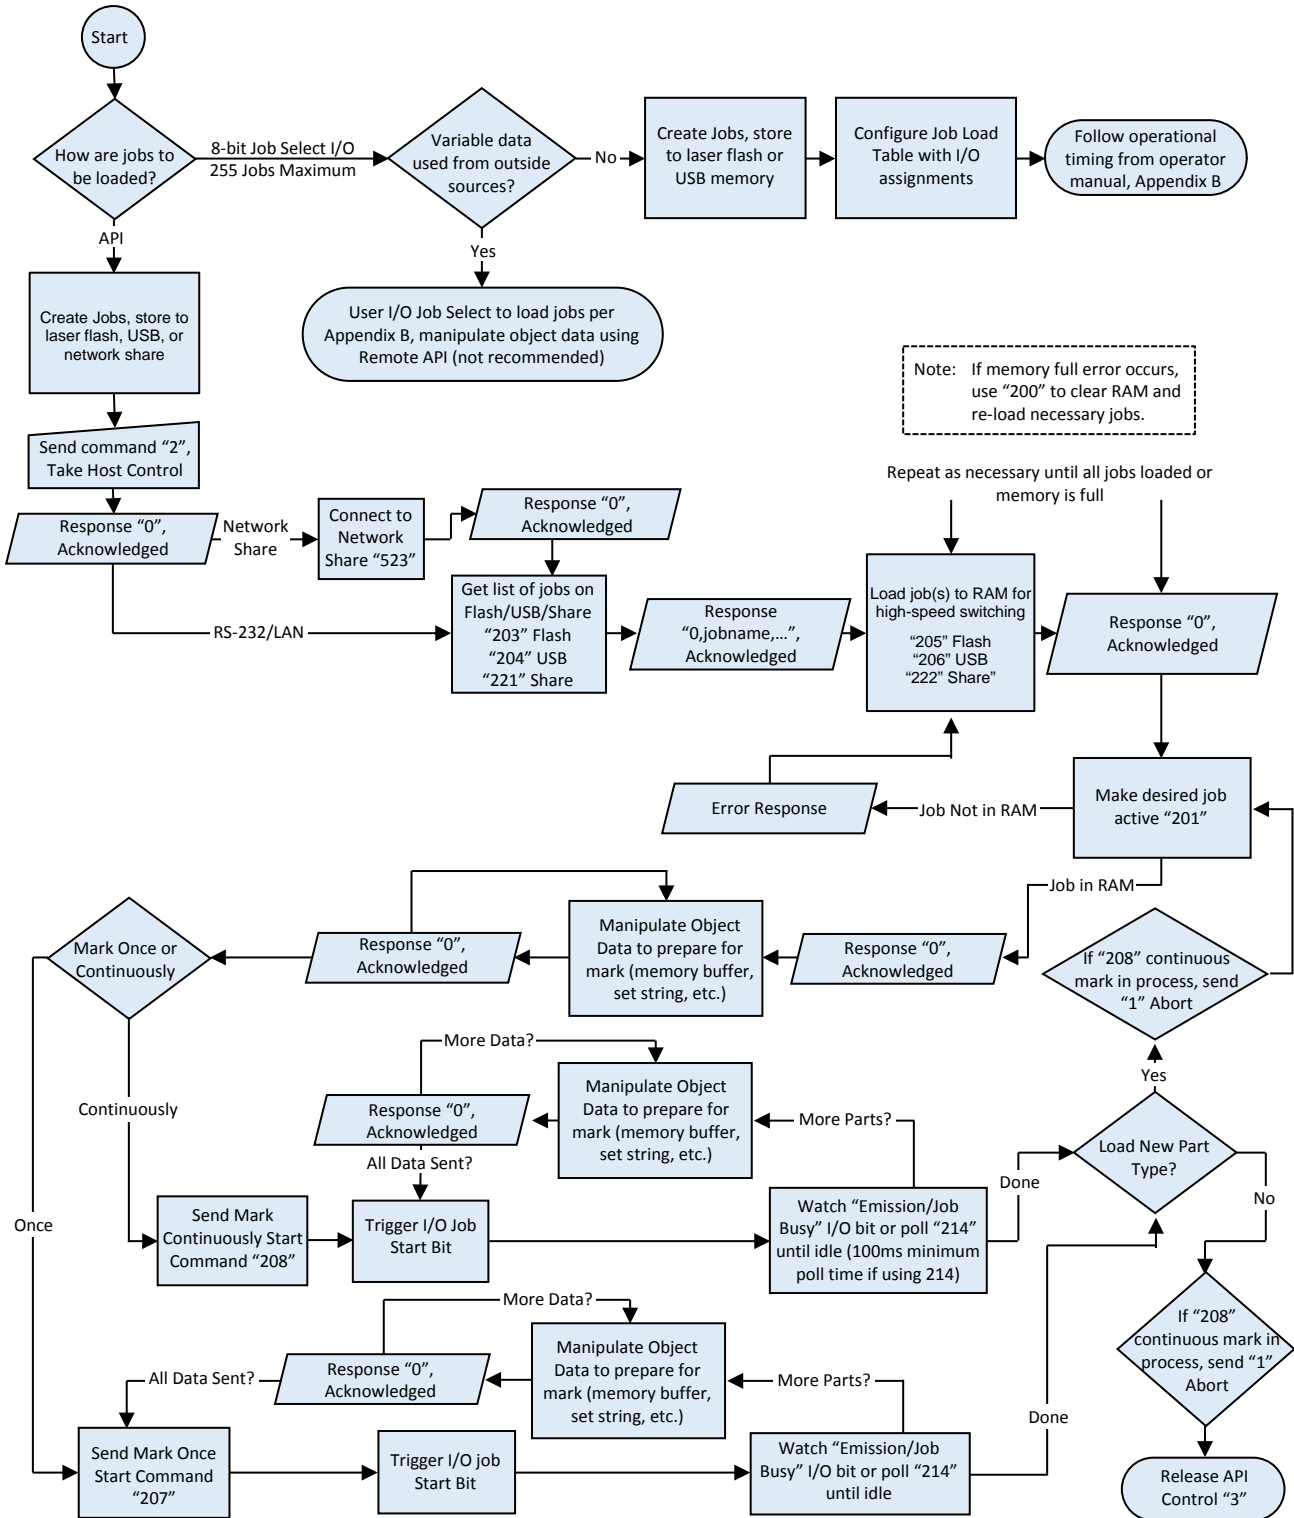 Start
How are jobs to
be loaded?
8-bit Job Select I/O
255 Jobs Maximum
Variable data
used from outside
sources?
No
Create Jobs, store
to laser flash or
USB memory
Configure Job Load
Table with I/O
assignments
Follow operational
timing from operator
manual, Appendix B
API
Yes
Create Jobs, store to
laser flash, USB, or
network share
User I/O Job Select to load jobs per
Appendix B, manipulate object data using
Remote API (not recommended)
Note: If memory full error occurs,
use “200” to clear RAM and
re-load necessary jobs.
Send command “2”,
Take Host Control
Repeat as necessary until all jobs loaded or
memory is full
Response “0”,
Acknowledged
Network
Share
Connect to
Network
Share “523”
Response “0”,
Acknowledged
RS-232/LAN
Get list of jobs on
Flash/USB/Share
“203” Flash
“204” USB
“221” Share
Response
“0,jobname,...”,
Acknowledged
Load job(s) to RAM for
high-speed switching
“205” Flash
“206” USB
“222” Share”
Response “0”,
Acknowledged
Error Response
Job Not in RAM
Make desired job
active “201”
Job in RAM
Mark Once or
Continuously
Response “0”,
Acknowledged
Manipulate Object
Data to prepare for
mark (memory buffer,
set string, etc.)
Response “0”,
Acknowledged
If “208” continuous
mark in process, send
“1” Abort
More Data?
Yes
Continuously
Response “0”,
Acknowledged
Manipulate Object
Data to prepare for
mark (memory buffer,
set string, etc.)
More Parts?
Load New Part
Type?
All Data Sent?
Done
No
Once
Send Mark
Continuously Start
Command “208”
Trigger I/O Job
Start Bit
Watch “Emission/Job
Busy” I/O bit or poll “214”
until idle (100ms minimum
poll time if using 214)
More Data?
If “208”
continuous mark in
process, send “1”
Abort
All Data Sent?
Response “0”,
Acknowledged
Manipulate Object
Data to prepare for
mark (memory buffer,
set string, etc.)
More Parts?
Done
Send Mark Once
Start Command
“207”
Trigger I/O job
Start Bit
Watch “Emission/Job
Busy” I/O bit or poll “214”
until idle
Release API
Control “3”